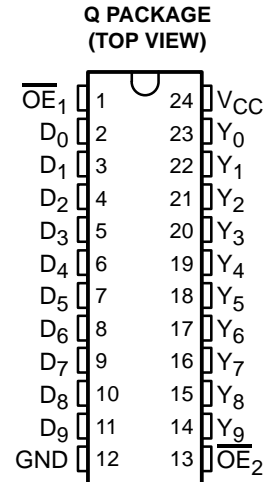 Q PACKAGE
(TOP VIEW)
OE1 1 24 VCC
D0 2 23 Y0
D1 3 22 Y1
D2 4 21 Y2
D3 5 20 Y3
D4 6 19 Y4
D5 7 18 Y5
D6 8 17 Y6
D7 9 16 Y7
D8 10 15 Y8
D9 11 14 Y9
GND 12 13 OE2